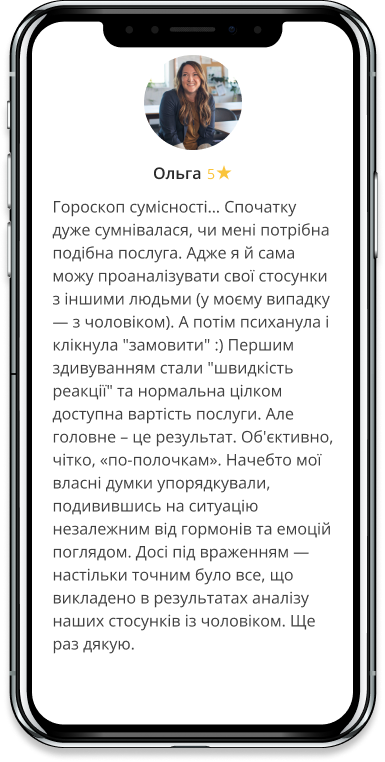 Ольга 5★
Гороскоп сумісності... Спочатку
дуже сумнівалася, чи мені потрібна
подібна послуга. Адже я й сама
можу проаналізувати свої стосунки
з іншими людьми (у моєму випадку
— з чоловіком). А потім психанула і
клікнула "замовити" :) Першим
здивуванням стали "швидкість
реакції" та нормальна цілком
доступна вартість послуги. Але
головне – це результат. Об'єктивно,
чітко, «по-полочкам». Начебто мої
власні думки упорядкували,
подивившись на ситуацію
незалежним від гормонів та емоцій
поглядом. Досі під враженням —
настільки точним було все, що
викладено в результатах аналізу
наших стосунків із чоловіком. Ще
раз дякую.